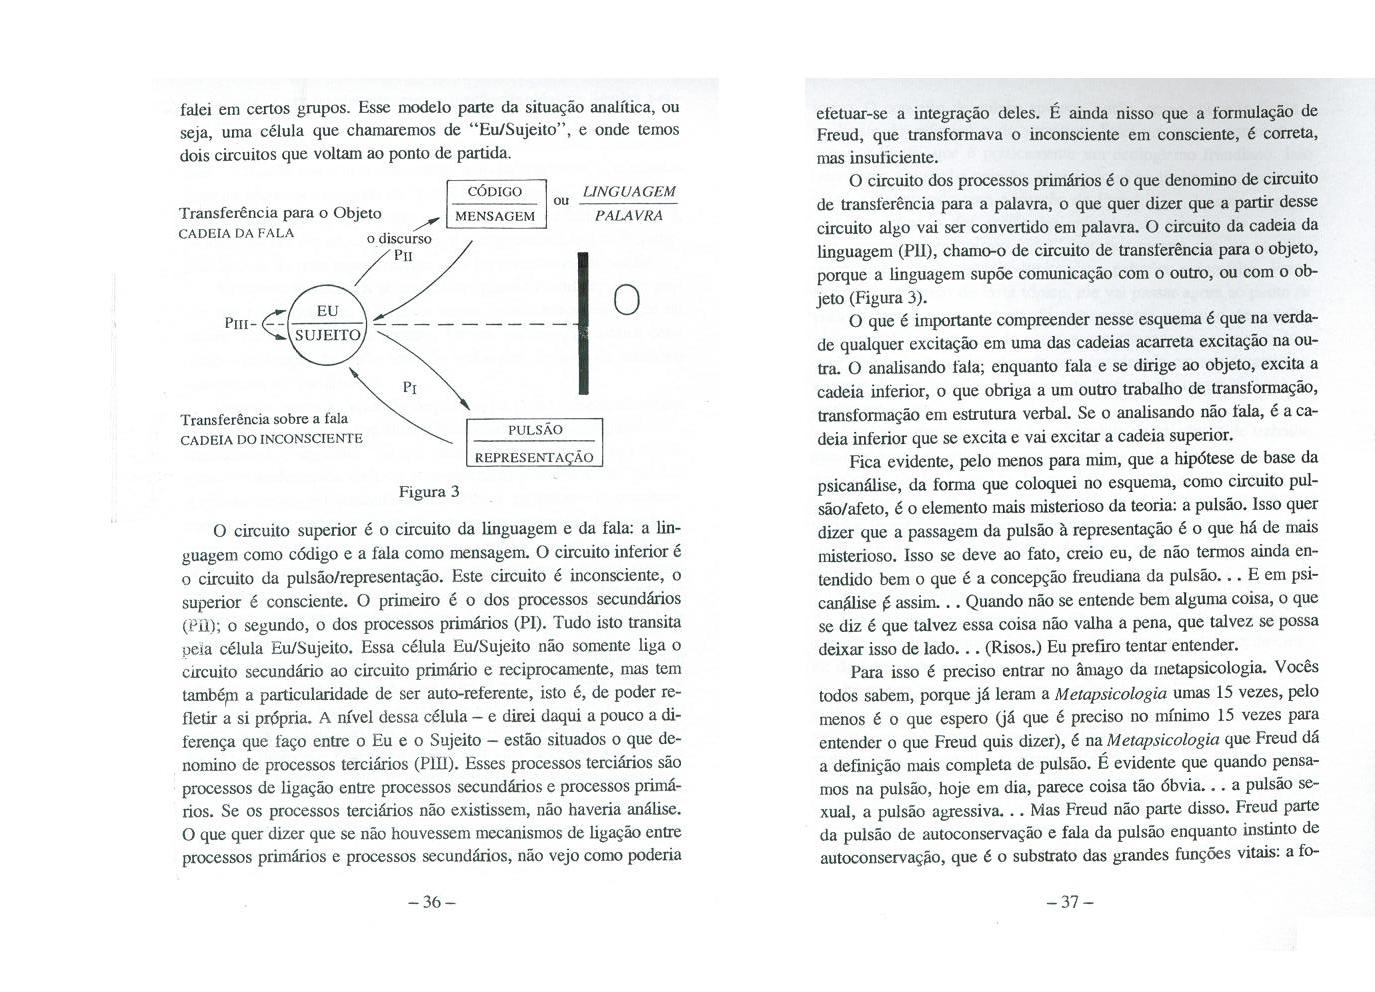 falei em certos grupos. Esse modelo parte da situação analítica, ou
seja, uma célula que chamaremos de “Eu/Sujeito”, e onde temos
dois circuitos que voltam ao ponto de partida.
CÓDIGO
MENSAGEM
ou
LINGUAGEM
PALAVRA
Transferência para o Objeto
CADEIA DA FALA
o discurso
PII
O
EU
SUJEITO
PIII
PI
Transferência sobre a fala
CADEIA DO INCONSCIENTE
PULSÃO
REPRESENTAÇÃO
Figura 3
O circuito superior é o circuito da linguagem e da fala: a lin-
guagem como código e a fala como mensagem. O circuito inferior é
o circuito da pulsão/representação. Este circuito é inconsciente, o
superior é consciente. O primeiro é o dos processos secundários
(PII); o segundo, o dos processos primários (PI). Tudo isto transita
pela célula Eu/Sujeito. Essa célula Eu/Sujeito não somente liga o
circuito secundário ao circuito primário e reciprocamente, mas tem
também a particularidade de ser auto-referente, isto é, de poder re-
fletir a si própria. A nível dessa célula – e direi daqui a pouco a di-
ferença que faço entre o Eu e o Sujeito – estão situados o que de-
nomino de processos terciários (PIII). Esses processos terciários são
processos de ligação entre processos secundários e processos primá-
rios. Se os processos terciários não existissem, não haveria análise.
O que quer dizer que se não houvessem mecanismos de ligação entre
processos primários e processos secundários, não vejo como poderia
– 36 –
efetuar-se a integração deles. É ainda nisso que a formulação de
Freud, que transformava o inconsciente em consciente, é correta,
mas insuficiente.
O circuito dos processos primários é o que denomino de circuito
de transferência para a palavra, o que quer dizer que a partir desse
circuito algo vai ser convertido em palavra. O circuito da cadeia da
linguagem (PII), chamo-o de circuito de transferência para o objeto,
porque a linguagem supõe comunicação com o outro, ou com o ob-
jeto (Figura 3).
O que é importante compreender nesse esquema é que na verda-
de qualquer excitação em uma das cadeias acarreta excitação na ou-
tra. O analisando fala; enquanto fala e se dirige ao objeto, excita a
cadeia inferior, o que obriga a um outro trabalho de transformação,
transformação em estrutura verbal. Se o analisando não fala, é a ca-
deia inferior que se excita e vai excitar a cadeia superior.
Fica evidente, pelo menos para mim, que a hipótese de base da
psicanálise, da forma que coloquei no esquema, como circuito pul-
são/afeto, é o elemento mais misterioso da teoria: a pulsão. Isso quer
dizer que a passagem da pulsão à representação é o que há de mais
misterioso. Isso se deve ao fato, creio eu, de não termos ainda en-
tendido bem o que é a concepção freudiana da pulsão. . . E em psi-
canálise é assim. . . Quando não se entende bem alguma coisa, o que
se diz é que talvez essa coisa não valha a pena, que talvez se possa
deixar isso de lado. . . (Risos.) Eu prefiro tentar entender.
Para isso é preciso entrar no âmago da metapsicologia. Vocês
todos sabem, porque já leram a Metapsicologia umas 15 vezes, pelo
menos é o que espero (já que é preciso no mínimo 15 vezes para
entender o que Freud quis dizer), é na Metapsicologia que Freud dá
a definição mais completa de pulsão. É evidente que quando pensa-
mos na pulsão, hoje em dia, parece coisa tão óbvia. . . a pulsão se-
xual, a pulsão agressiva. . . Mas Freud não parte disso. Freud parte
da pulsão de autoconservação e fala da pulsão enquanto instinto de
autoconservação, que é o substrato das grandes funções vitais: a fo-
– 37 –